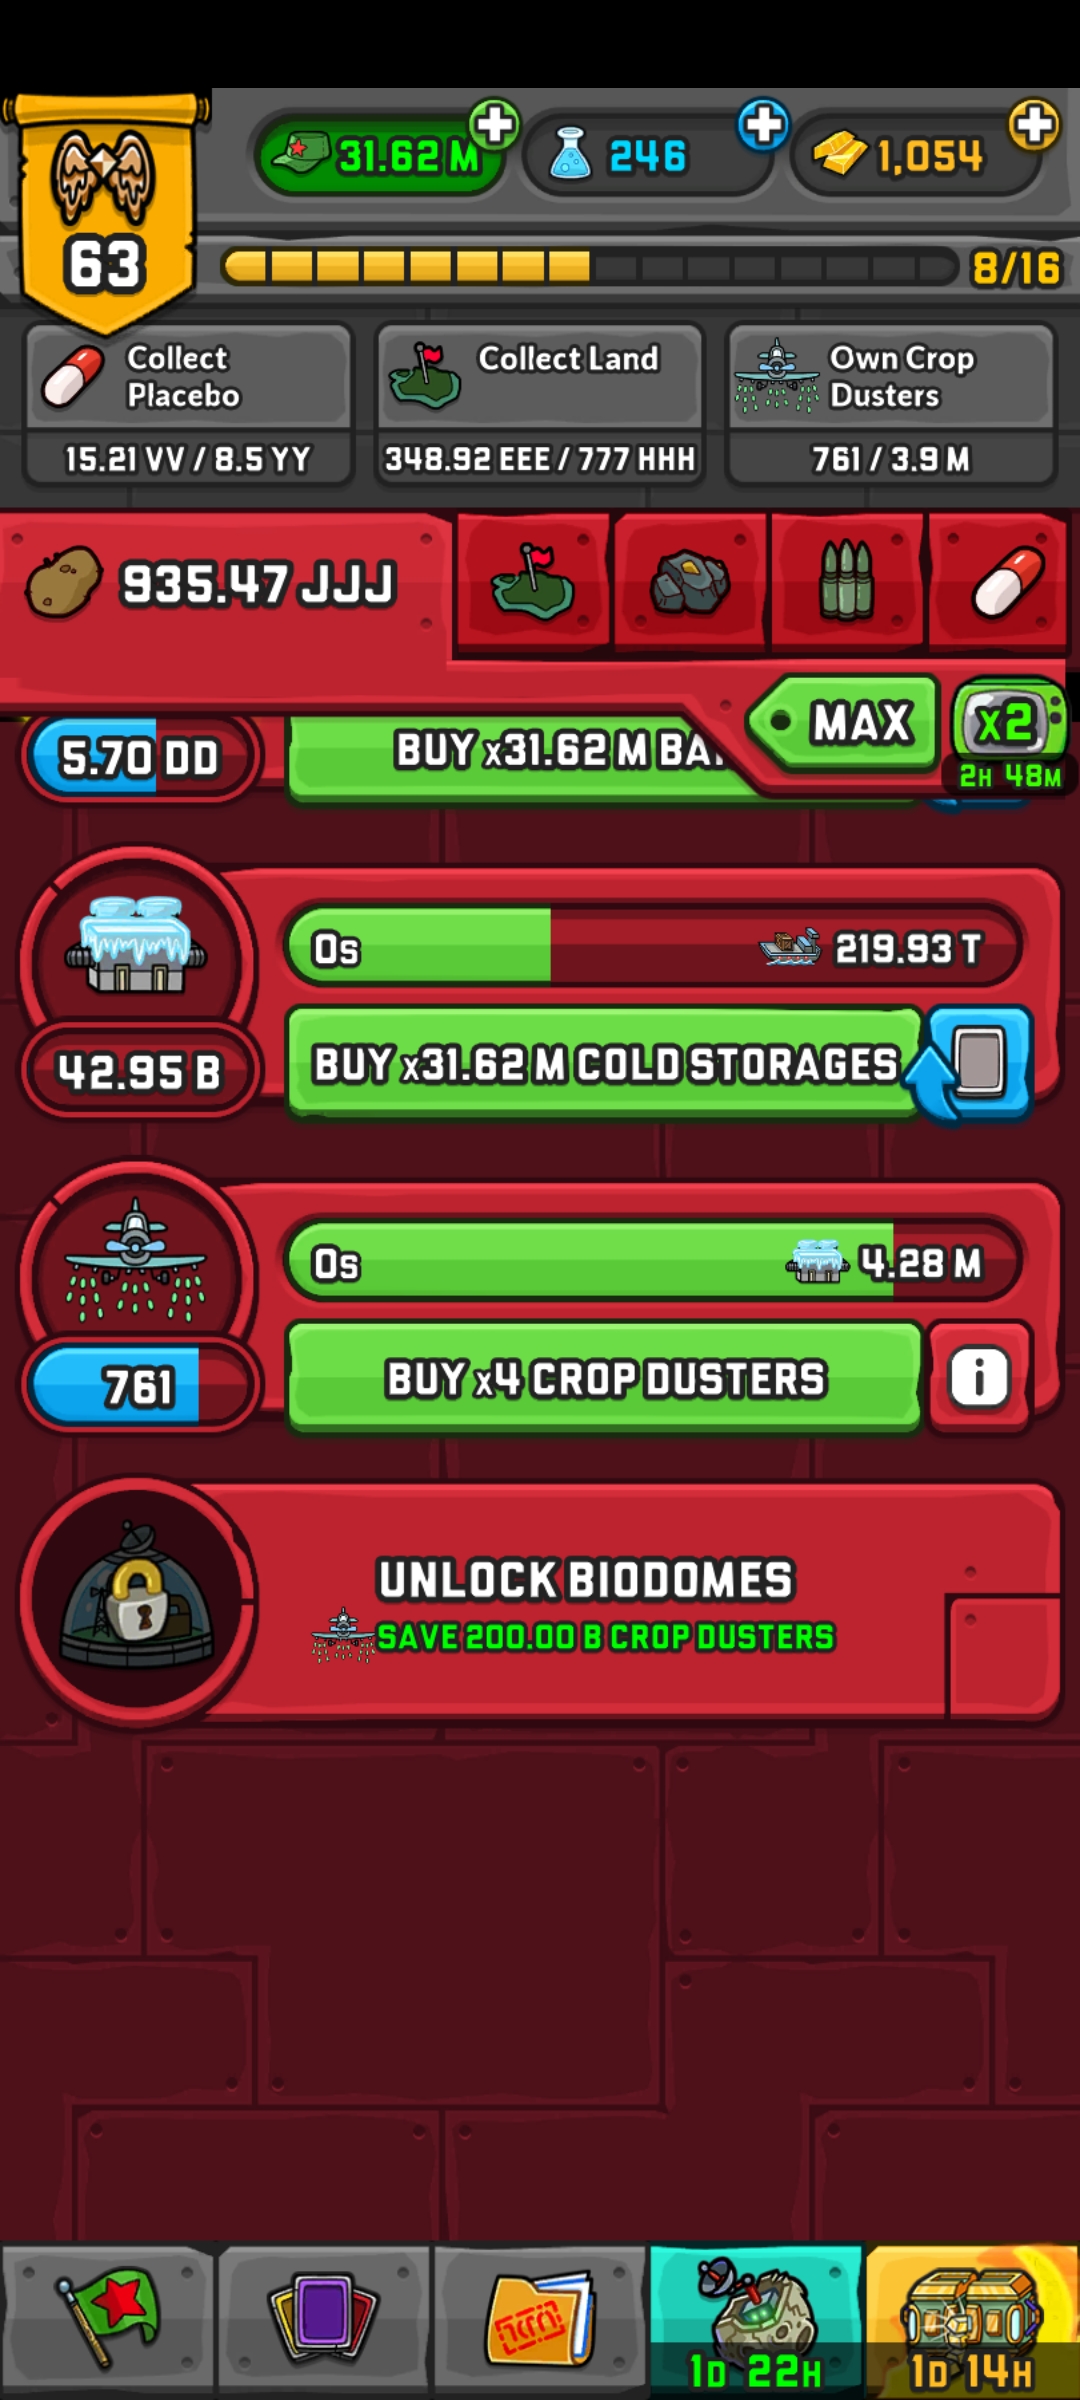 31.62 M
246
1,054
63
8/16
Collect
Placebo
15.21 VV / 8.5 YY
Collect Land
348.92 EEE / 777 HHH
Own Crop
Dusters
761 / 3.9 M
935.47 JJJ
MAX
x2
2H 48M
5.70 DD
BUY x31.62 M BA
0s
219.93 T
42.95 B
BUY x31.62 M COLD STORAGES
0s
4.28 M
761
BUY x4 CROP DUSTERS
i
UNLOCK BIODOMES
SAVE 200.00 B CROP DUSTERS
1D 22H
1D 14H